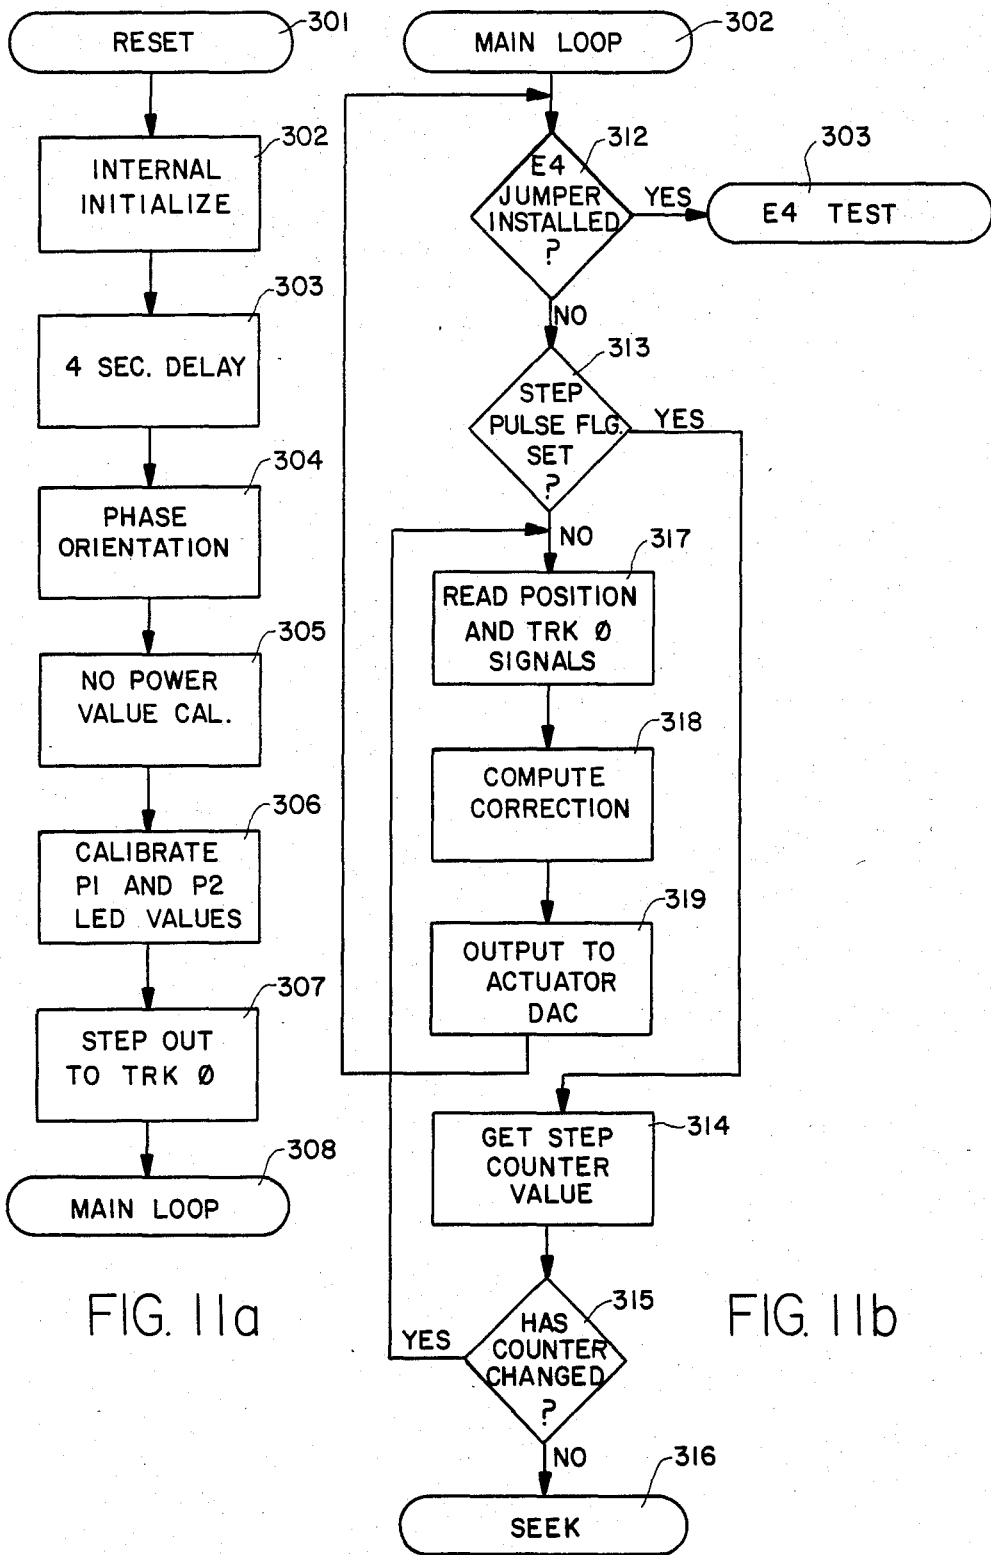 RESET
301
INTERNAL
INITIALIZE
302
4 SEC. DELAY
303
PHASE
ORIENTATION
304
NO POWER
VALUE CAL.
305
CALIBRATE
P1 AND P2
LED VALUES
306
STEP OUT
TO TRK Ø
307
MAIN LOOP
308
FIG. 11a
MAIN LOOP
302
E4
JUMPER
INSTALLED
?
312
YES
E4 TEST
303
NO
STEP
PULSE FLG.
SET
?
313
YES
NO
READ POSITION
AND TRK Ø
SIGNALS
317
COMPUTE
CORRECTION
318
OUTPUT TO
ACTUATOR
DAC
319
GET STEP
COUNTER
VALUE
314
HAS
COUNTER
CHANGED
?
315
YES
NO
SEEK
316
FIG. 11b